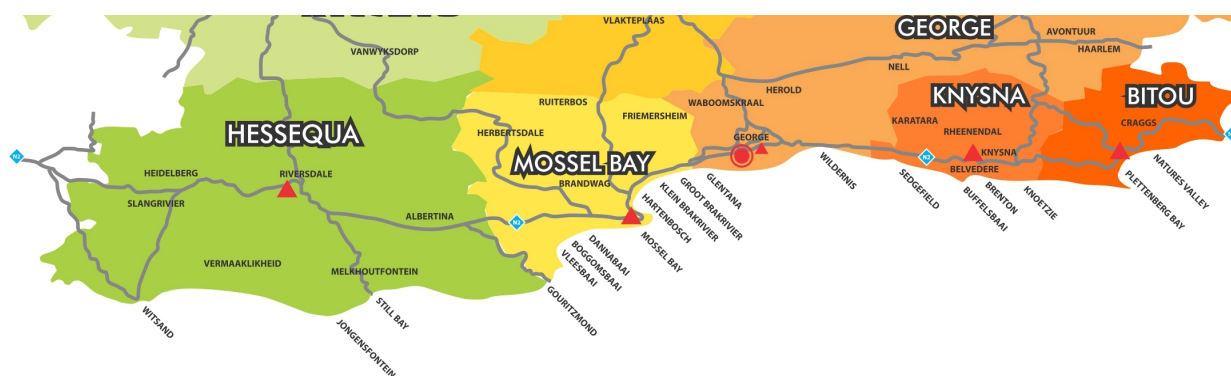 VLAKTEPLAAS
GEORGE
AVONTUUR
HAARLEM
VANWYKSDORP
NELL
HEROLD
KNYSNA
BITOU
RUITERBOS
WABOOMSKRAAL
FRIEMERSHEIM
KARATARA
CRAGGS
HESSEQUA
HERBERTSDALE
GEORGE
RHEENENDAL
MOSSEL BAY
KNYSNA
N2
N2
HEIDELBERG
RIVERSDALE
BRANDWAG
BELVEDERE
SLANGRIVIER
ALBERTINA
N2
WILDERNIS
SEDGEFIELD
BUFFELSBAAI
BRENTON
KNOETZIE
PLETTENBERG BAY
NATURES VALLEY
GLENTANA
GROOT BRAKRIVIER
KLEIN BRAKRIVIER
HARTENBOSCH
MOSSEL BAY
DANNABAAI
BOGGOMSBAAI
VLEESBAAI
VERMAAKLIKHEID
MELKHOUTFONTEIN
GOURITZMOND
STILL BAY
JONGENSFONTEIN
WITSAND